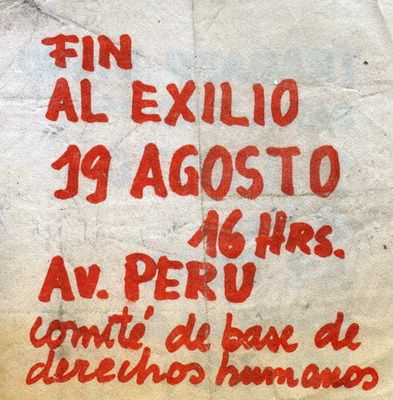 FIN
AL EXILIO
19 AGOSTO
16 HRS.
AV. PERU
comité de base de
derechos humanos